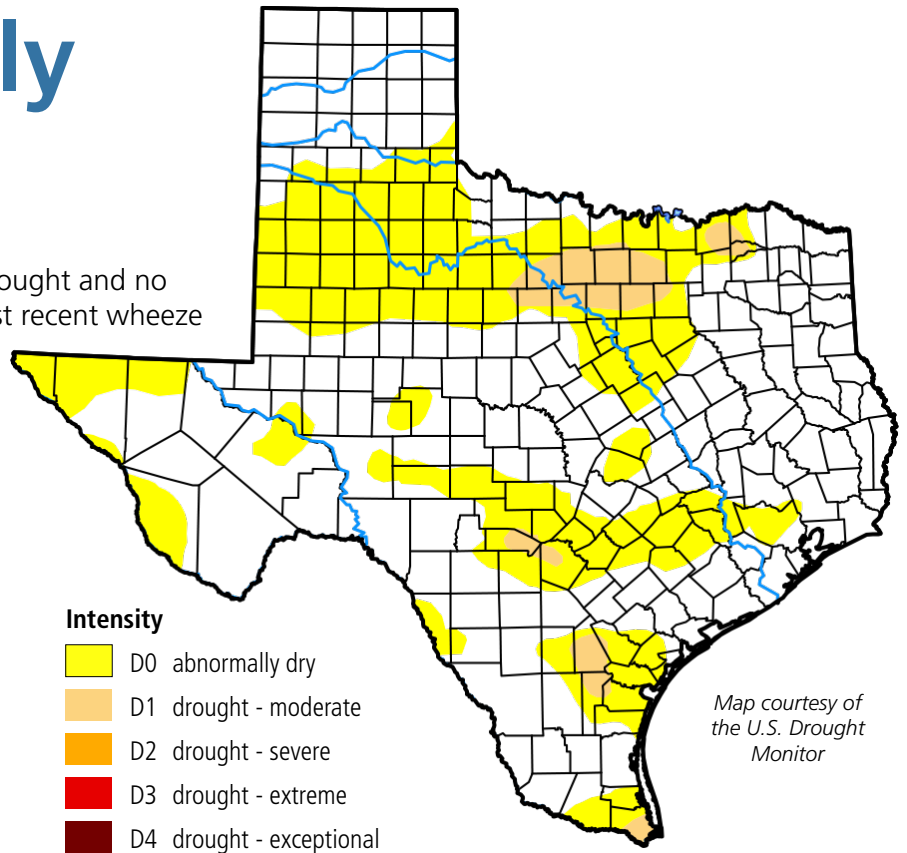 ly
ought and no
st recent wheeze
Intensity
D0 abnormally dry
D1 drought - moderate
D2 drought - severe
D3 drought - extreme
D4 drought - exceptional
Map courtesy of
the U.S. Drought
Monitor